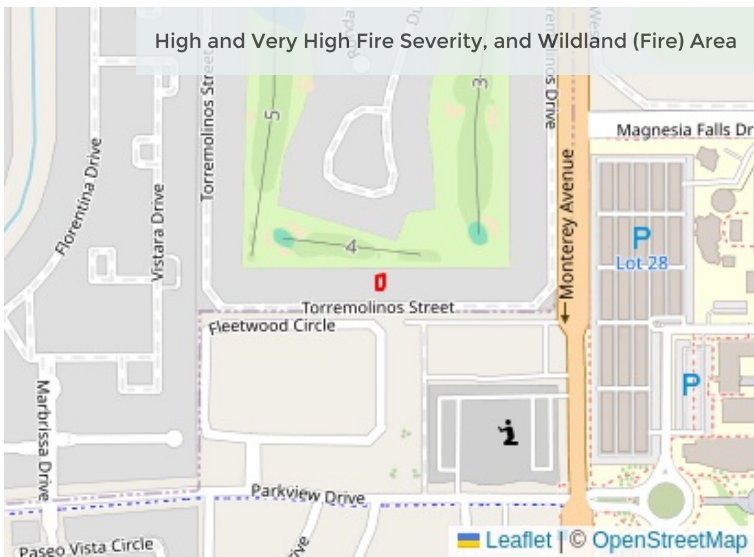 High and Very High Fire Severity, and Wildland (Fire) Area
Torremolinos Street
5
3
Magnesia Falls Dr
Florentina Drive
Vistara Drive
Monterey Avenue
P
Lot 28
4
Torremolinos Street
Fleetwood Circle
P
Marbrissa Drive
Parkview Drive
Paseo Vista Circle
Leaflet | © OpenStreetMap